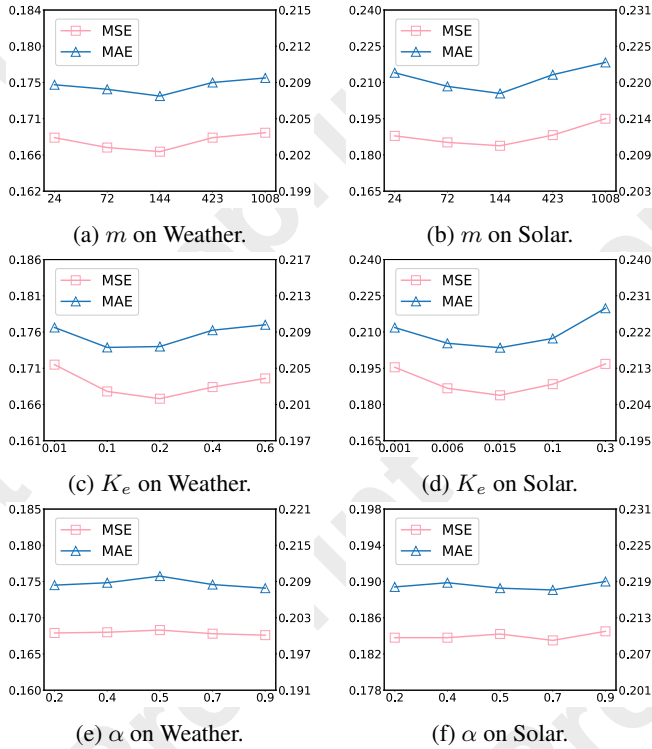 0.184 0.215
0.180 0.212
0.175 0.209
0.171 0.205
0.166 0.202
0.162 0.199
MSE
MAE
24 72 144 423 1008
(a) m on Weather.
0.240 0.231
0.225 0.225
0.210 0.220
0.195 0.214
0.180 0.209
0.165 0.203
MSE
MAE
24 72 144 423 1008
(b) m on Solar.
0.186 0.217
0.181 0.213
0.176 0.209
0.171 0.205
0.166 0.201
0.161 0.197
MSE
MAE
0.01 0.1 0.2 0.4 0.6
(c) K_e on Weather.
0.240 0.240
0.225 0.231
0.210 0.222
0.195 0.213
0.180 0.204
0.165 0.195
MSE
MAE
0.001 0.006 0.015 0.1 0.3
(d) K_e on Solar.
0.185 0.221
0.180 0.215
0.175 0.209
0.170 0.203
0.165 0.197
0.160 0.191
MSE
MAE
0.2 0.4 0.5 0.7 0.9
(e) α on Weather.
0.198 0.231
0.194 0.225
0.190 0.219
0.186 0.213
0.182 0.207
0.178 0.201
MSE
MAE
0.2 0.4 0.5 0.7 0.9
(f) α on Solar.